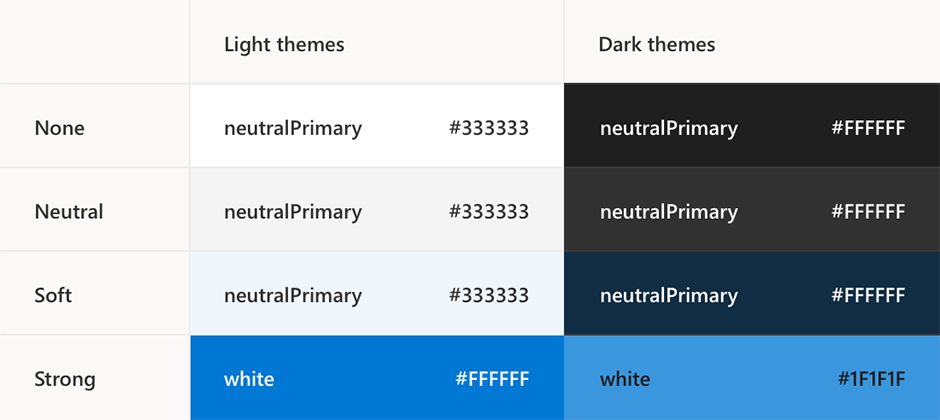 Light themes Dark themes
None neutralPrimary #333333 neutralPrimary #FFFFFF
Neutral neutralPrimary #333333 neutralPrimary #FFFFFF
Soft neutralPrimary #333333 neutralPrimary #FFFFFF
Strong white #FFFFFF white #1F1F1F